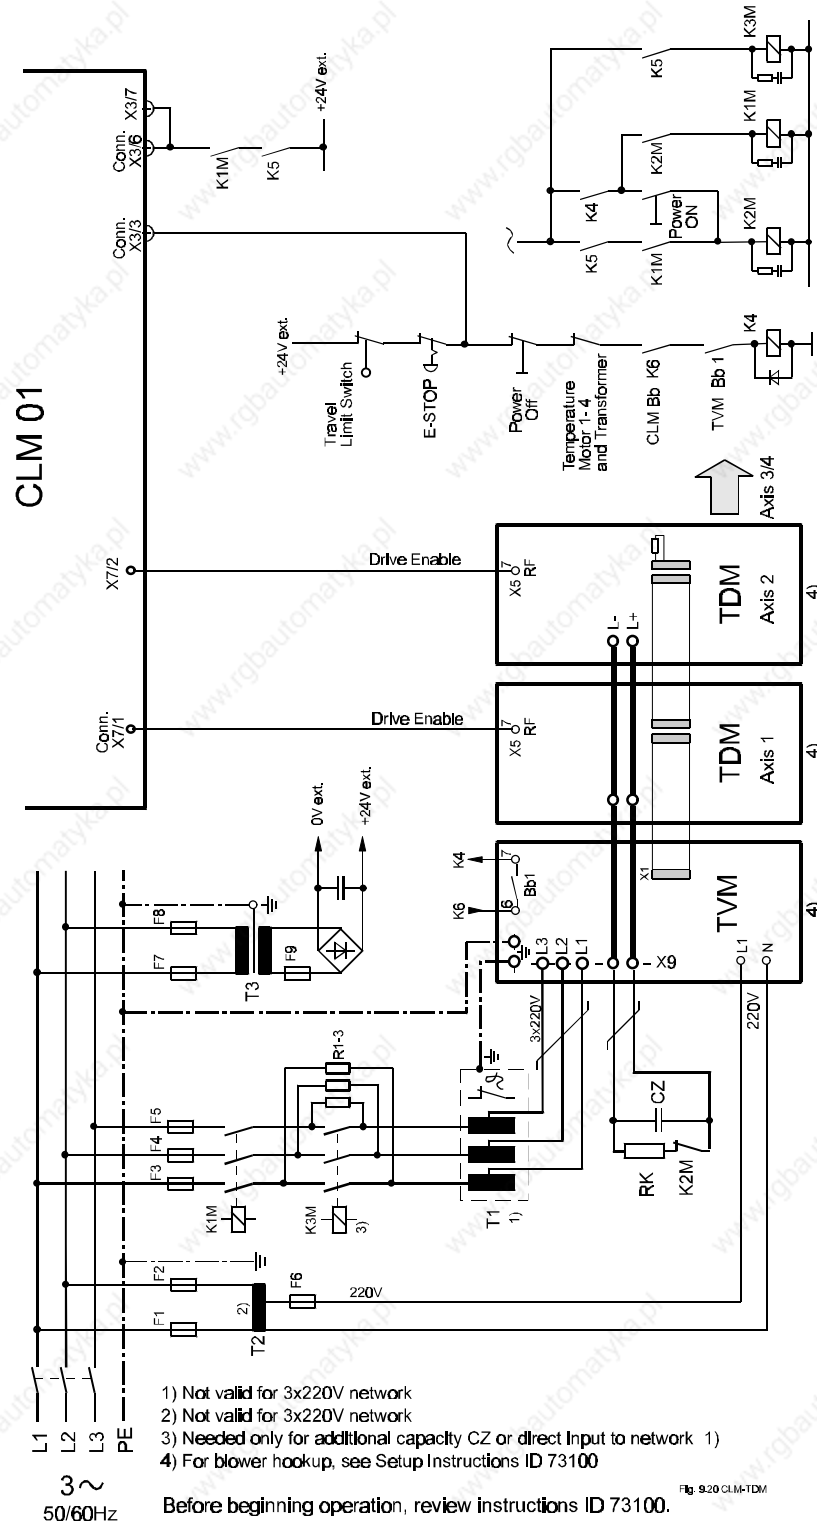 K3M
K5
K1M
K2M
K4
Power
ON
K2M
K5
K1M
+24V ext.
Conn.
X3/7
X3/6
K1M
K5
Conn.
X3/3
CLM 01
+24V ext.
Travel
Limit Switch
E-STOP
Power
Off
Temperature
Motor 1- 4
and Transformer
CLM Bb K6
TVM Bb 1
K4
Axis 3/4
X7/2
Drive Enable
X5 7
RF
L-
L+
TDM
Axis 2
4)
Conn.
X7/1
Drive Enable
X5 7
RF
TDM
Axis 1
4)
0V ext.
+24V ext.
K4
7
Bb1
K6
6
X1
TVM
4)
F8
F7
T3
F9
L3
L2
L1
X9
L1
N
3x220V
220V
R1-3
F5
F4
F3
K1M
K3M
3)
T1
1)
CZ
RK
K2M
F2
F1
2)
T2
F6
220V
L1
L2
L3
PE
3~
50/60Hz
1) Not valid for 3x220V network
2) Not valid for 3x220V network
3) Needed only for additional capacity CZ or direct Input to network 1)
4) For blower hookup, see Setup Instructions ID 73100
Fig. 9.20 CLM-TDM
Before beginning operation, review instructions ID 73100.
www.rgbautomatyka.pl